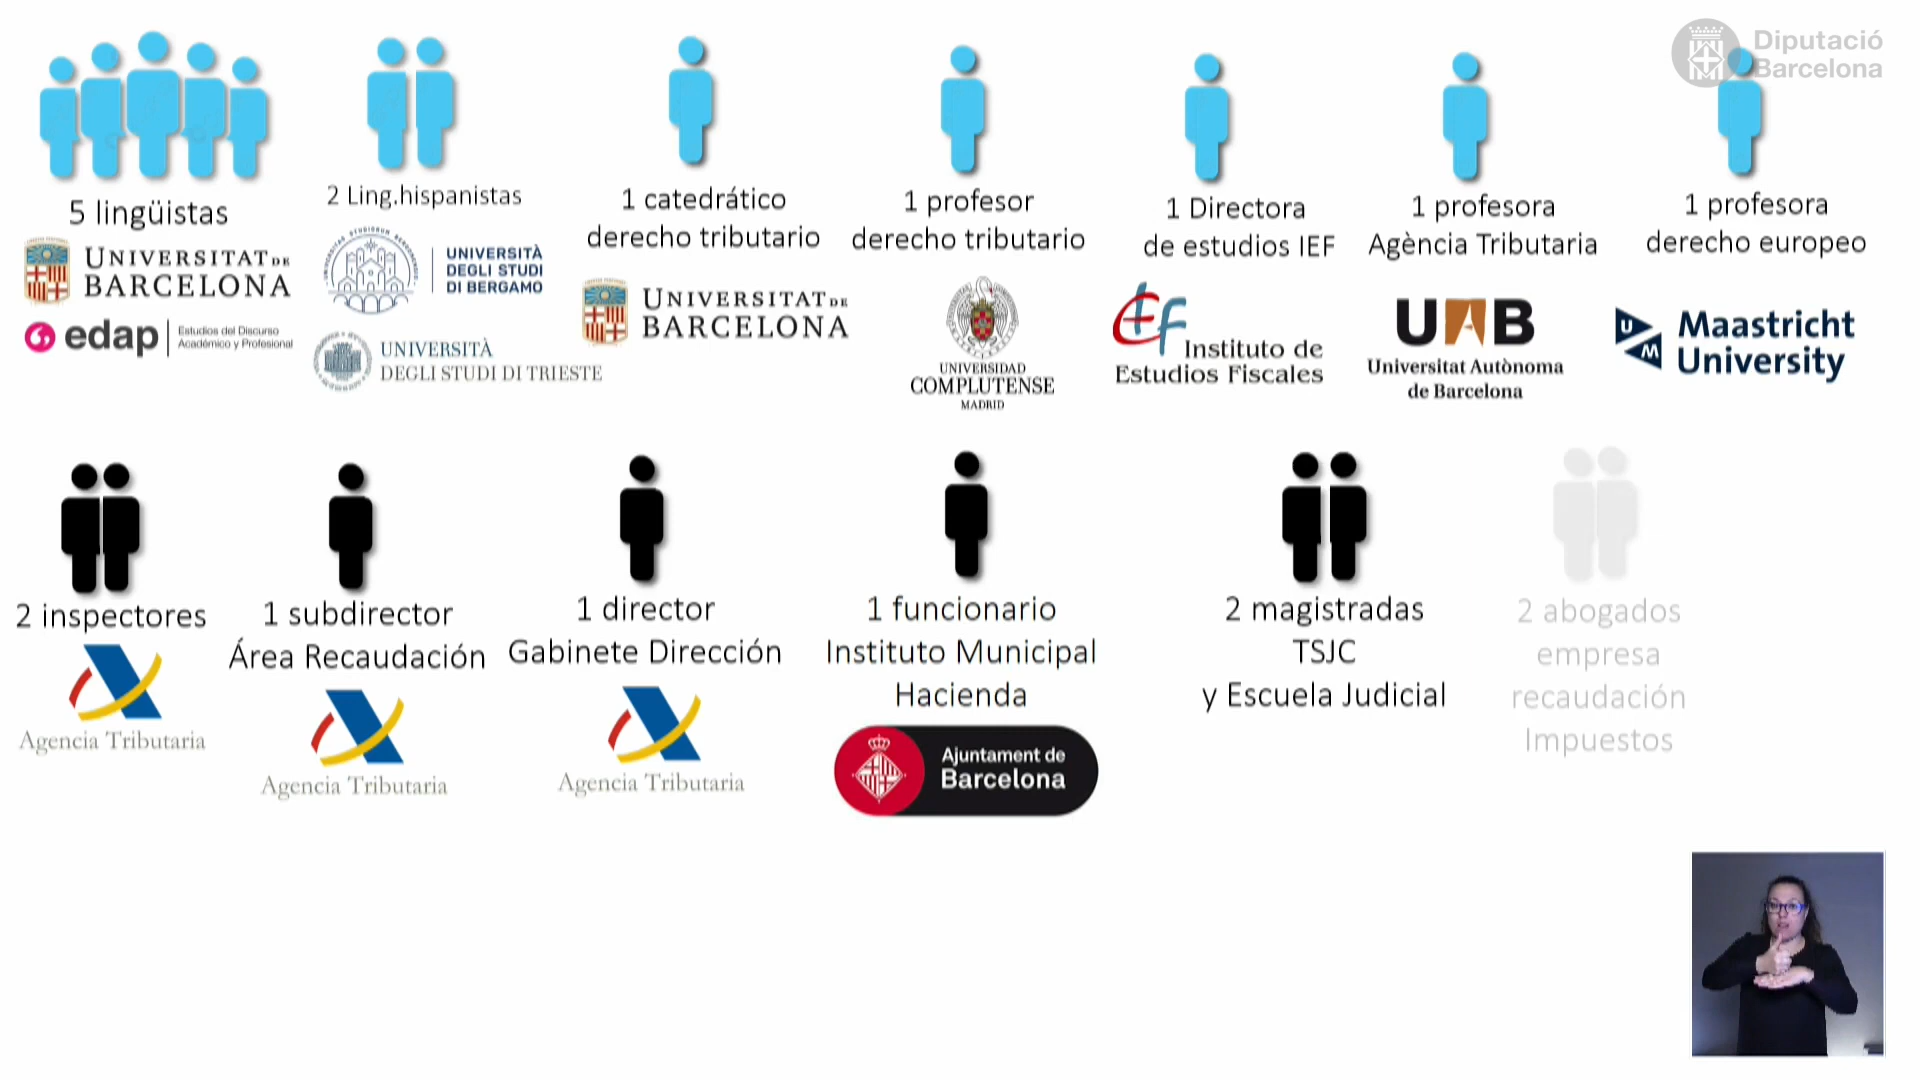 Diputació
Barcelona
5 lingüistas
UNIVERSITAT DE
BARCELONA
edap
Estudios del Discurso
Académico y Profesional
2 Ling.hispanistas
UNIVERSITÀ
DEGLI STUDI
DI BERGAMO
UNIVERSITÀ
DEGLI STUDI DI TRIESTE
1 catedrático
derecho tributario
UNIVERSITAT DE
BARCELONA
1 profesor
derecho tributario
UNIVERSIDAD
COMPLUTENSE
MADRID
1 Directora
de estudios IEF
Instituto de
Estudios Fiscales
1 profesora
Agència Tributaria
UAB
Universitat Autònoma
de Barcelona
1 profesora
derecho europeo
U
M
Maastricht
University
2 inspectores
Agencia Tributaria
1 subdirector
Área Recaudación
Agencia Tributaria
1 director
Gabinete Dirección
Agencia Tributaria
1 funcionario
Instituto Municipal
Hacienda
Ajuntament de
Barcelona
2 magistradas
TSJC
y Escuela Judicial
2 abogados
empresa
recaudación
Impuestos